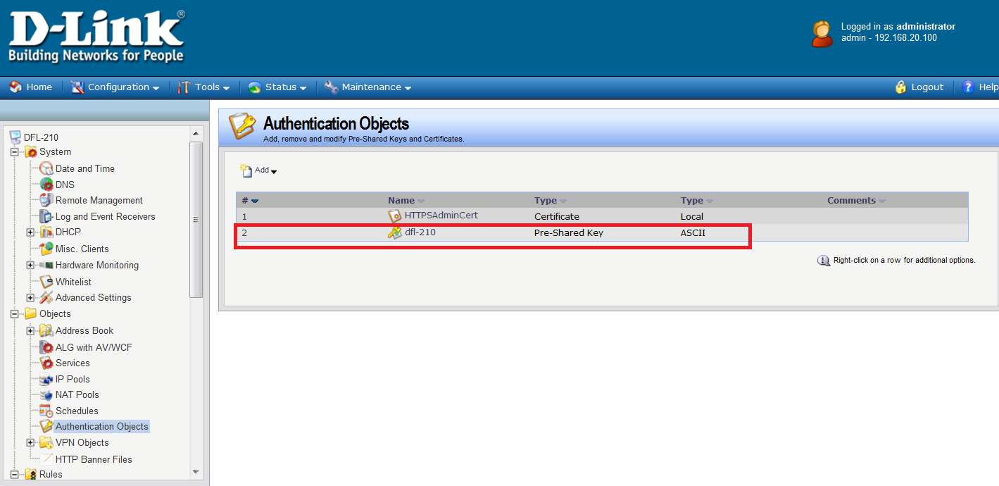 D-Link®
Building Networks for People
Logged in as administrator
admin - 192.168.20.100
Home Configuration Tools Status Maintenance Logout Help
DFL-210
System
Date and Time
DNS
Remote Management
Log and Event Receivers
DHCP
Misc. Clients
Hardware Monitoring
Whitelist
Advanced Settings
Objects
Address Book
ALG with AV/WCF
Services
IP Pools
NAT Pools
Schedules
Authentication Objects
VPN Objects
HTTP Banner Files
Rules
Authentication Objects
Add, remove and modify Pre-Shared Keys and Certificates.
Add
# Name Type Type Comments
1 HTTPSAdminCert Certificate Local
2 dfl-210 Pre-Shared Key ASCII
Right-click on a row for additional options.